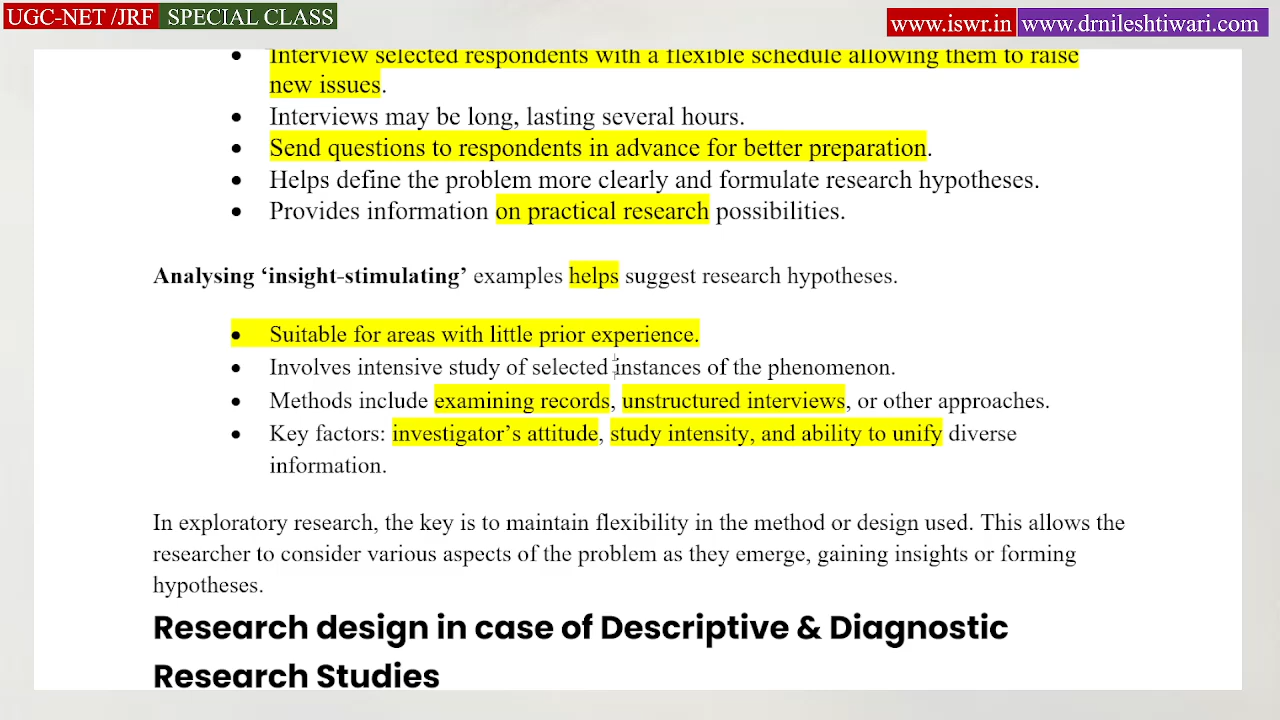 UGC-NET /JRF SPECIAL CLASS
www.iswr.in www.drnileshtiwari.com
• Interview selected respondents with a flexible schedule allowing them to raise
new issues.
• Interviews may be long, lasting several hours.
• Send questions to respondents in advance for better preparation.
• Helps define the problem more clearly and formulate research hypotheses.
• Provides information on practical research possibilities.
Analysing ‘insight-stimulating’ examples helps suggest research hypotheses.
• Suitable for areas with little prior experience.
• Involves intensive study of selected instances of the phenomenon.
• Methods include examining records, unstructured interviews, or other approaches.
• Key factors: investigator’s attitude, study intensity, and ability to unify diverse
information.
In exploratory research, the key is to maintain flexibility in the method or design used. This allows the
researcher to consider various aspects of the problem as they emerge, gaining insights or forming
hypotheses.
Research design in case of Descriptive & Diagnostic
Research Studies